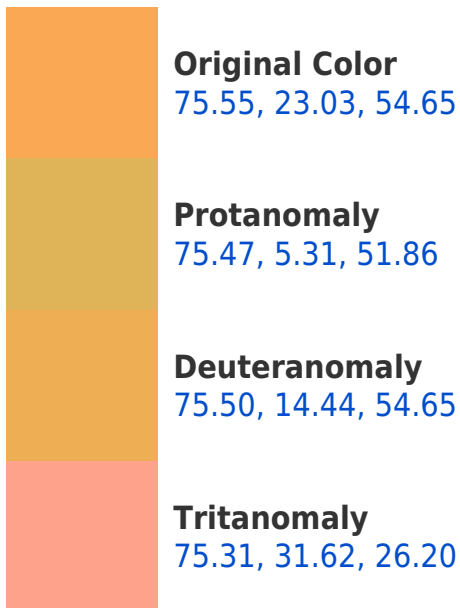 Original Color
75.55, 23.03, 54.65
Protanomaly
75.47, 5.31, 51.86
Deuteranomaly
75.50, 14.44, 54.65
Tritanomaly
75.31, 31.62, 26.20